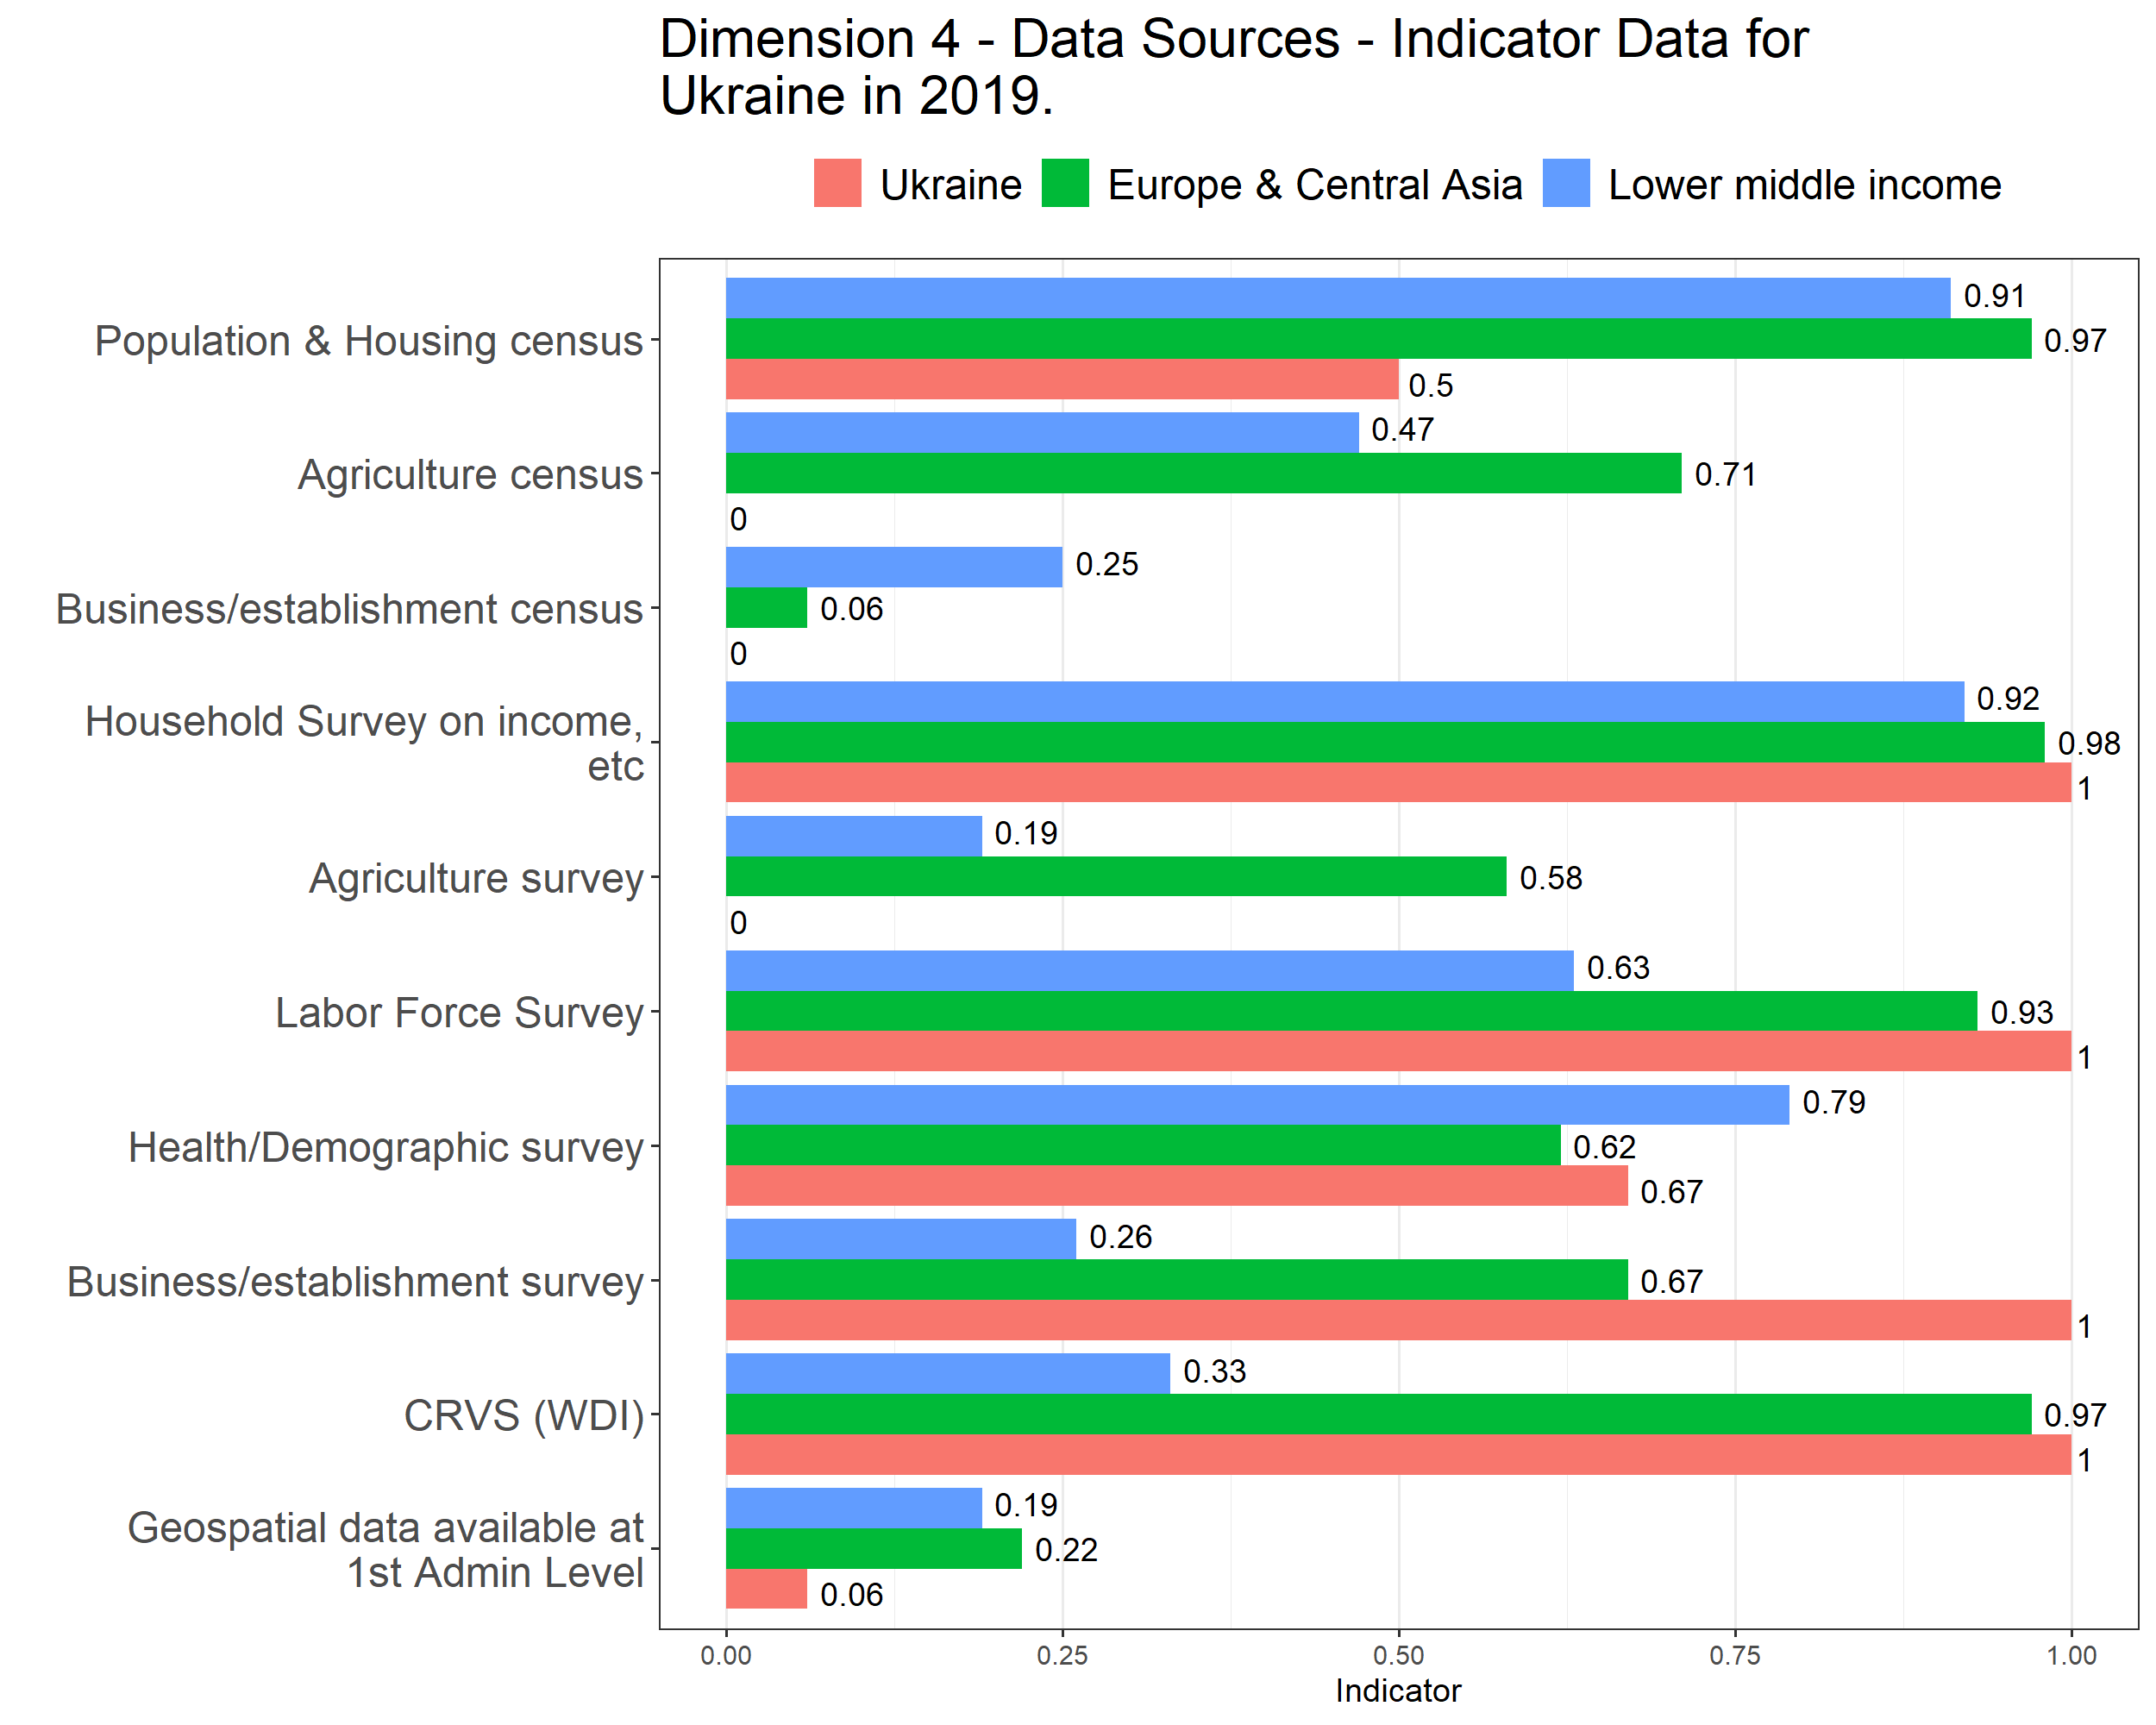 Dimension 4 - Data Sources - Indicator Data for
Ukraine in 2019.
Ukraine
Europe & Central Asia
Lower middle income
Population & Housing census
0.91
0.97
0.5
Agriculture census
0.47
0.71
0
Business/establishment census
0.25
0.06
0
Household Survey on income,
etc
0.92
0.98
1
Agriculture survey
0.19
0.58
0
Labor Force Survey
0.63
0.93
1
Health/Demographic survey
0.79
0.62
0.67
Business/establishment survey
0.26
0.67
1
CRVS (WDI)
0.33
0.97
1
Geospatial data available at
1st Admin Level
0.19
0.22
0.06
0.00
0.25
0.50
0.75
1.00
Indicator